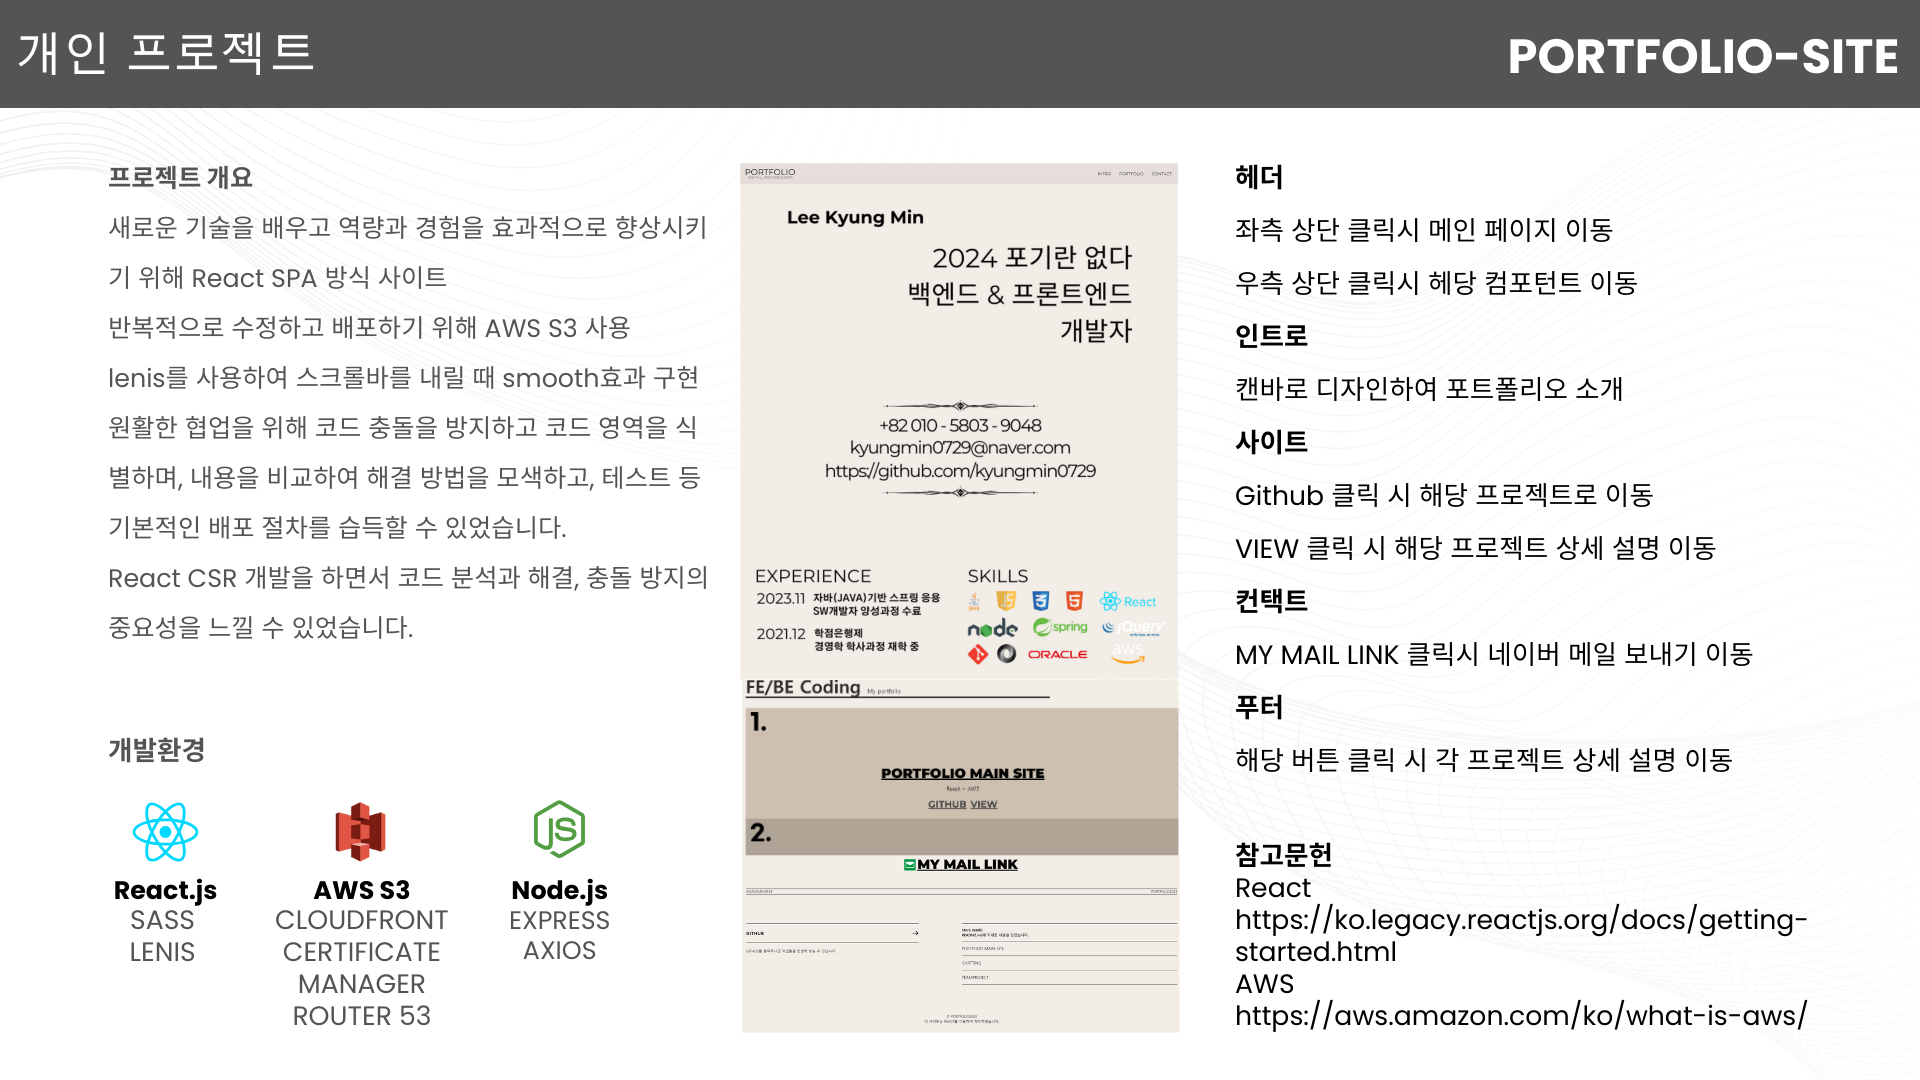 개인 프로젝트
PORTFOLIO-SITE
프로젝트 개요
새로운 기술을 배우고 역량과 경험을 효과적으로 향상시키
기 위해 React SPA 방식 사이트
반복적으로 수정하고 배포하기 위해 AWS S3 사용
lenis를 사용하여 스크롤바를 내릴 때 smooth효과 구현
원활한 협업을 위해 코드 충돌을 방지하고 코드 영역을 식
별하며, 내용을 비교하여 해결 방법을 모색하고, 테스트 등
기본적인 배포 절차를 습득할 수 있었습니다.
React CSR 개발을 하면서 코드 분석과 해결, 충돌 방지의
중요성을 느낄 수 있었습니다.
개발환경
React.js
SASS
LENIS
AWS S3
CLOUDFRONT
CERTIFICATE
MANAGER
ROUTER 53
JS
Node.js
EXPRESS
AXIOS
PORTFOLIO
INTRO PORTFOLIO CONTACT
Lee Kyung Min
2024 포기란 없다
백엔드 & 프론트엔드
개발자
+82 010 - 5803 - 9048
kyungmin0729@naver.com
https://github.com/kyungmin0729
EXPERIENCE
2023.11 자바(JAVA)기반 스프링 응용
SW개발자 양성과정 수료
2021.12 학점은행제
경영학 학사과정 재학 중
SKILLS
Java JS 3 5 React
node spring jQuery
ORACLE aws
FE/BE Coding My portfolio
1.
PORTFOLIO MAIN SITE
React + AWS
GITHUB VIEW
2.
MY MAIL LINK
GITHUB
More details
PORTFOLIO MAIN SITE
CHATTING
TEAMPROJECT
헤더
좌측 상단 클릭시 메인 페이지 이동
우측 상단 클릭시 헤당 컴포턴트 이동
인트로
캔바로 디자인하여 포트폴리오 소개
사이트
Github 클릭 시 해당 프로젝트로 이동
VIEW 클릭 시 해당 프로젝트 상세 설명 이동
컨택트
MY MAIL LINK 클릭시 네이버 메일 보내기 이동
푸터
해당 버튼 클릭 시 각 프로젝트 상세 설명 이동
참고문헌
React
https://ko.legacy.reactjs.org/docs/getting-
started.html
AWS
https://aws.amazon.com/ko/what-is-aws/